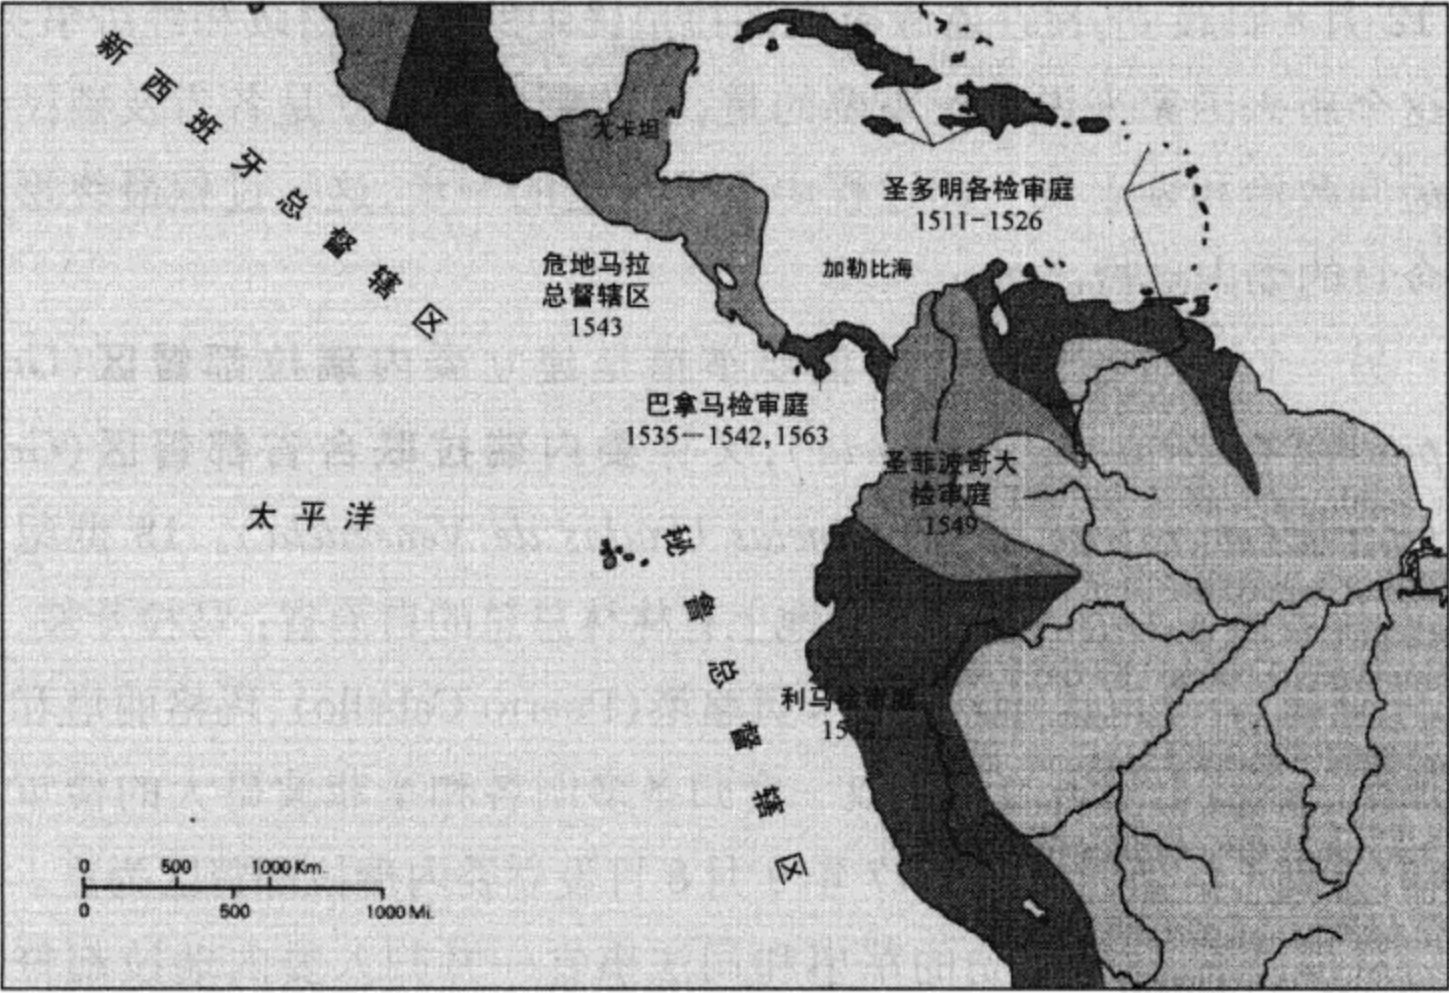 新西班牙总督辖区
尤卡坦
圣多明各检审庭
1511-1526
危地马拉
总督辖区
1543
加勒比海
巴拿马检审庭
1535—1542,1563
圣菲波哥大
检审庭
1549
太平洋
秘鲁总督辖区
利马检审庭
0 500 1000 Km.
0 500 1000 Mi.